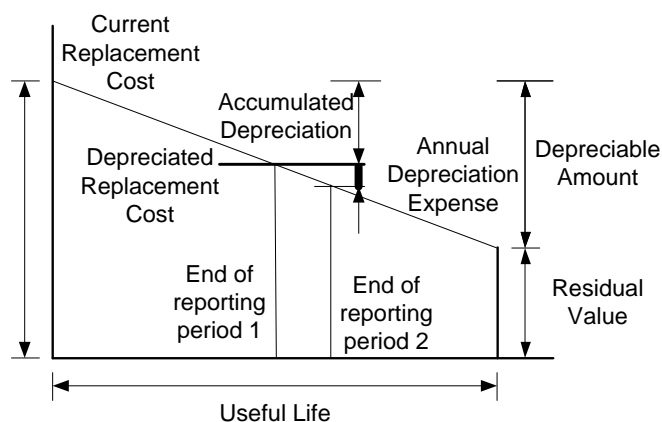 Current
Replacement
Cost
Accumulated
Depreciation
Depreciated
Replacement
Cost
Annual
Depreciation
Expense
Depreciable
Amount
End of
reporting
period 1
End of
reporting
period 2
Residual
Value
Useful Life